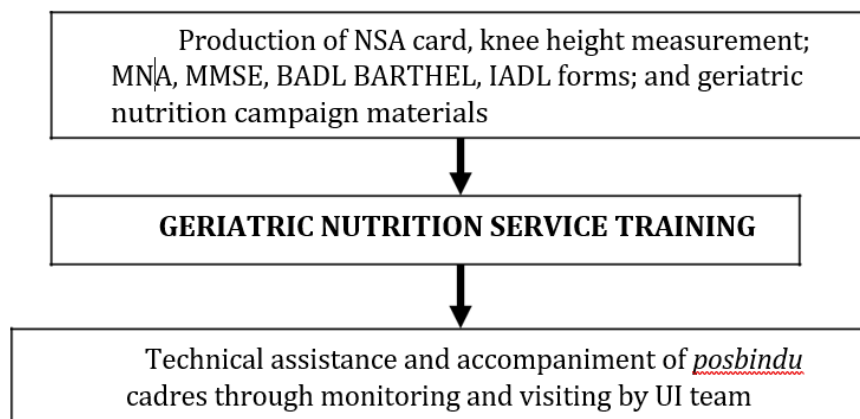 Production of NSA card, knee height measurement;
MNA, MMSE, BADL BARTHEL, IADL forms; and geriatric
nutrition campaign materials
GERIATRIC NUTRITION SERVICE TRAINING
Technical assistance and accompaniment of posbindu
cadres through monitoring and visiting by UI team